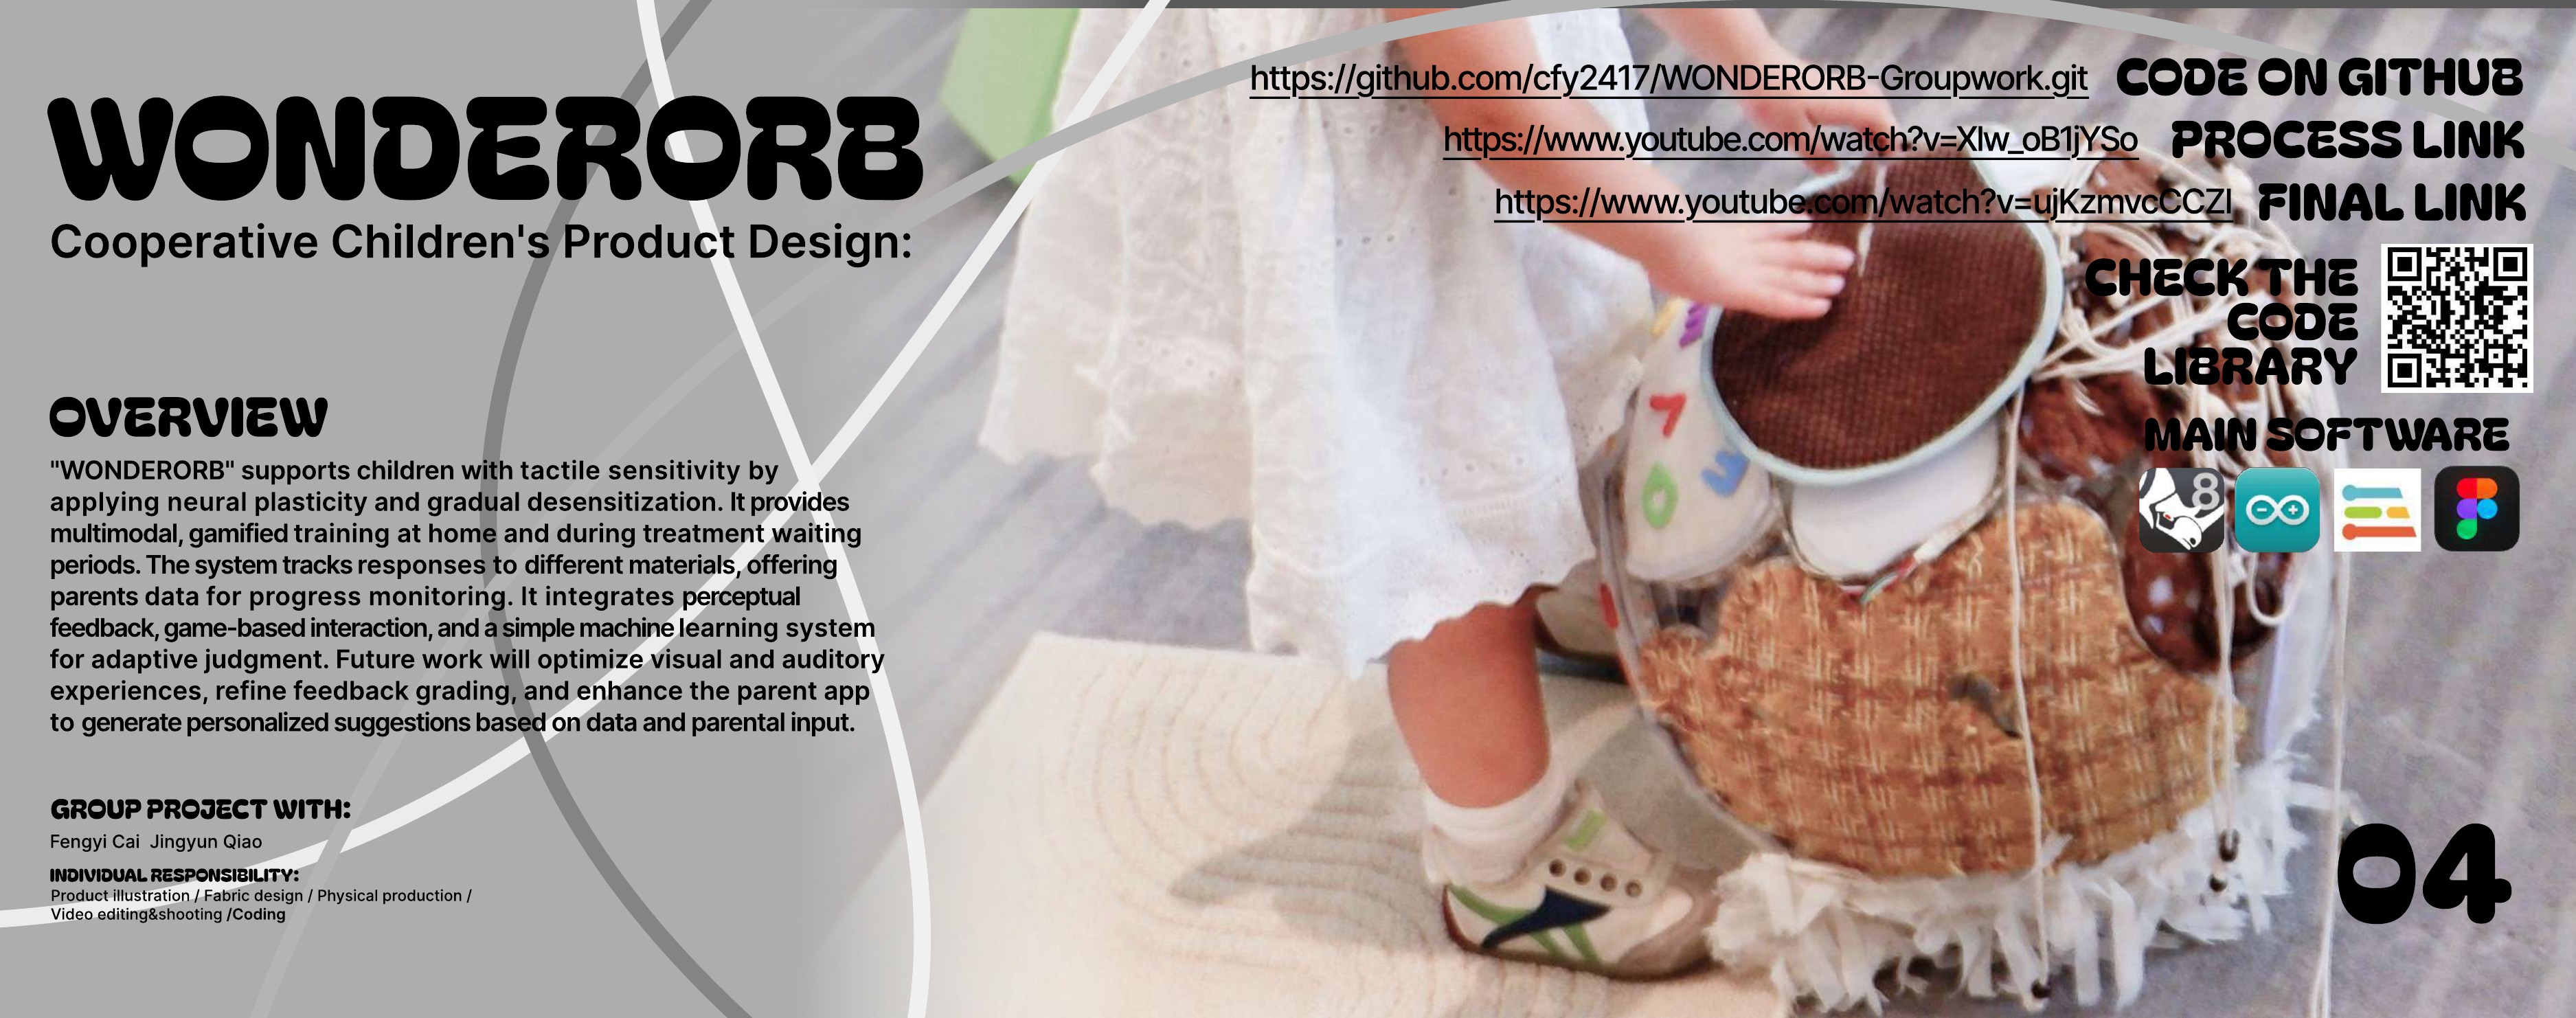 WONDERORB
Cooperative Children's Product Design:
OVERVIEW
"WONDERORB" supports children with tactile sensitivity by
applying neural plasticity and gradual desensitization. It provides
multimodal, gamified training at home and during treatment waiting
periods. The system tracks responses to different materials, offering
parents data for progress monitoring. It integrates perceptual
feedback, game-based interaction, and a simple machine learning system
for adaptive judgment. Future work will optimize visual and auditory
experiences, refine feedback grading, and enhance the parent app
to generate personalized suggestions based on data and parental input.
GROUP PROJECT WITH:
Fengyi Cai Jingyun Qiao
INDIVIDUAL RESPONSIBILITY:
Product illustration / Fabric design / Physical production /
Video editing&shooting /Coding
https://github.com/cfy2417/WONDERORB-Groupwork.git CODE ON GITHUB
https://www.youtube.com/watch?v=XIw_oB1jYSo PROCESS LINK
https://www.youtube.com/watch?v=ujKzmvcCCZI FINAL LINK
CHECK THE
CODE
LIBRARY
MAIN SOFTWARE
8
04